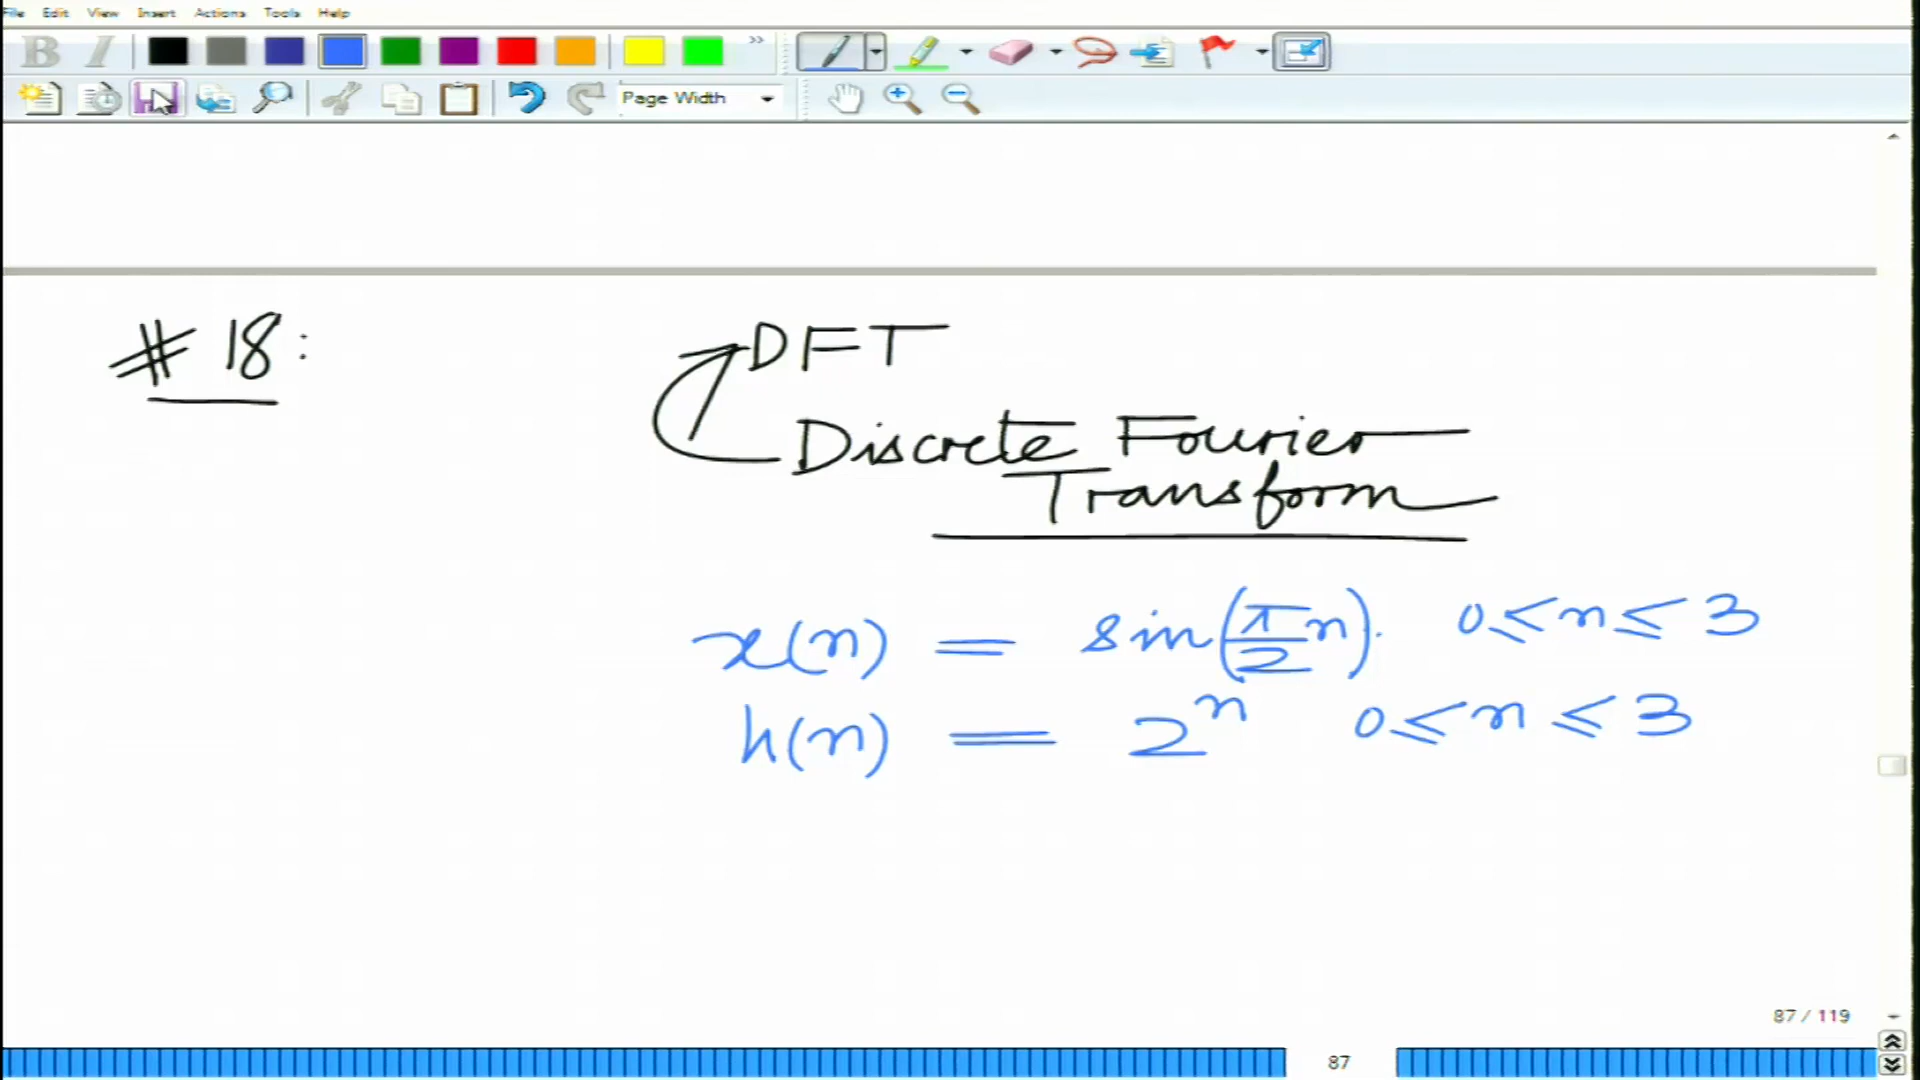 File Edit View Insert Actions Tools Help
B I
Page Width
# 18:
DFT
Discrete Fourier
Transform
x(n) = sin(π/2 n). 0≤n≤3
h(n) = 2^n 0≤n≤3
87 / 119
87